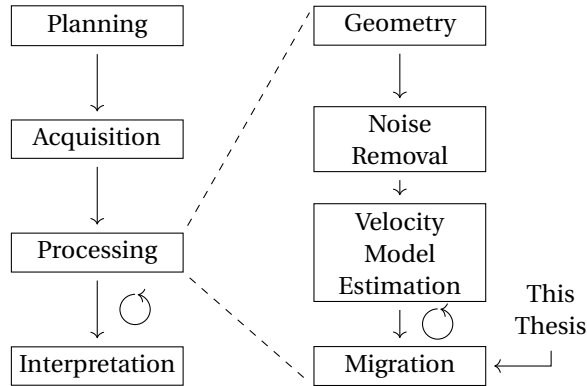 Planning
Acquisition
Processing
Interpretation
Geometry
Noise
Removal
Velocity
Model
Estimation
Migration
This
Thesis